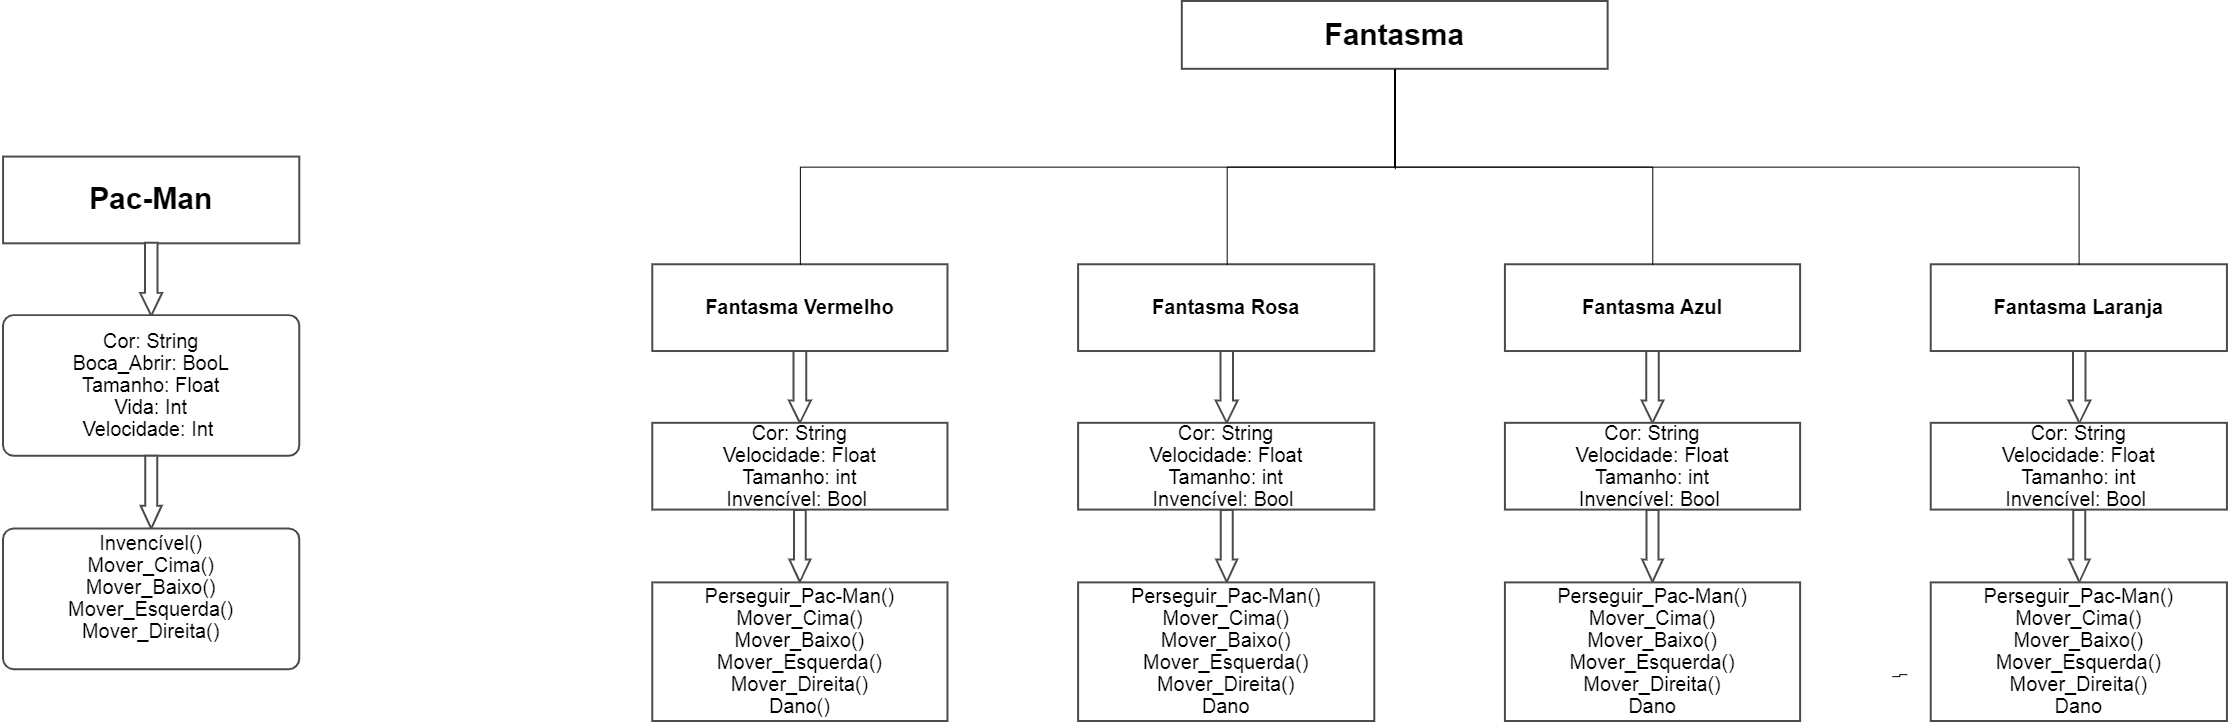 Fantasma
Pac-Man
Cor: String
Boca_Abrir: BooL
Tamanho: Float
Vida: Int
Velocidade: Int
Invencível()
Mover_Cima()
Mover_Baixo()
Mover_Esquerda()
Mover_Direita()
Fantasma Vermelho
Cor: String
Velocidade: Float
Tamanho: int
Invencível: Bool
Perseguir_Pac-Man()
Mover_Cima()
Mover_Baixo()
Mover_Esquerda()
Mover_Direita()
Dano()
Fantasma Rosa
Cor: String
Velocidade: Float
Tamanho: int
Invencível: Bool
Perseguir_Pac-Man()
Mover_Cima()
Mover_Baixo()
Mover_Esquerda()
Mover_Direita()
Dano
Fantasma Azul
Cor: String
Velocidade: Float
Tamanho: int
Invencível: Bool
Perseguir_Pac-Man()
Mover_Cima()
Mover_Baixo()
Mover_Esquerda()
Mover_Direita()
Dano
Fantasma Laranja
Cor: String
Velocidade: Float
Tamanho: int
Invencível: Bool
Perseguir_Pac-Man()
Mover_Cima()
Mover_Baixo()
Mover_Esquerda()
Mover_Direita()
Dano